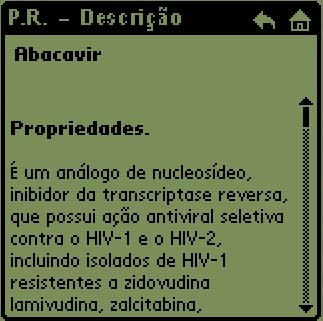 P.R. – Descrição
Abacavir
Propriedades.
É um análogo de nucleosídeo,
inibidor da transcriptase reversa,
que possui ação antiviral seletiva
contra o HIV-1 e o HIV-2,
incluindo isolados de HIV-1
resistentes a zidovudina
lamivudina, zalcitabina,